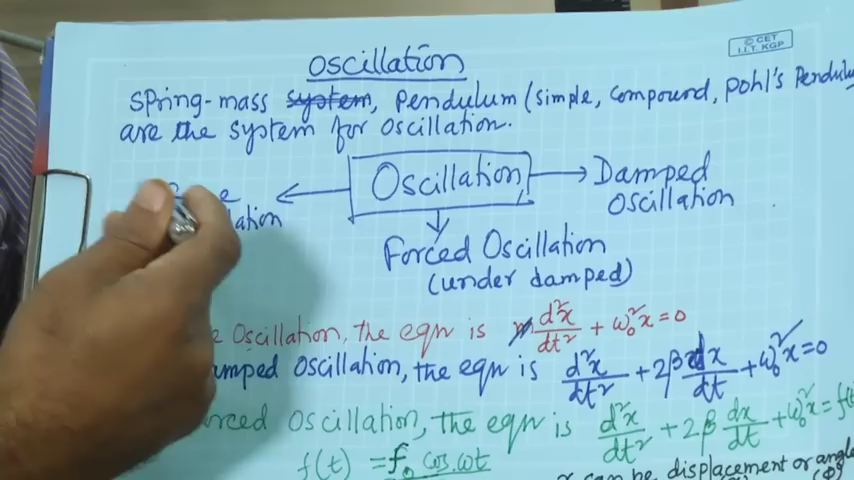 © CET
I.I.T. KGP
Oscillation
Spring-mass system, Pendulum (simple, compound, Pohl's Pendulu
are the system for oscillation.
Oscillation
Damped
Oscillation
lation
Forced Oscillation
(under damped)
Oscillation, the eqn is d²x/dt² + ω₀²x = 0
amped Oscillation, the eqn is d²x/dt² + 2β dx/dt + ω₀²x = 0
rced Oscillation, the eqn is d²x/dt² + 2β dx/dt + ω₀²x = f(t
f(t) = f₀ cos ωt
x can be displacement or angle